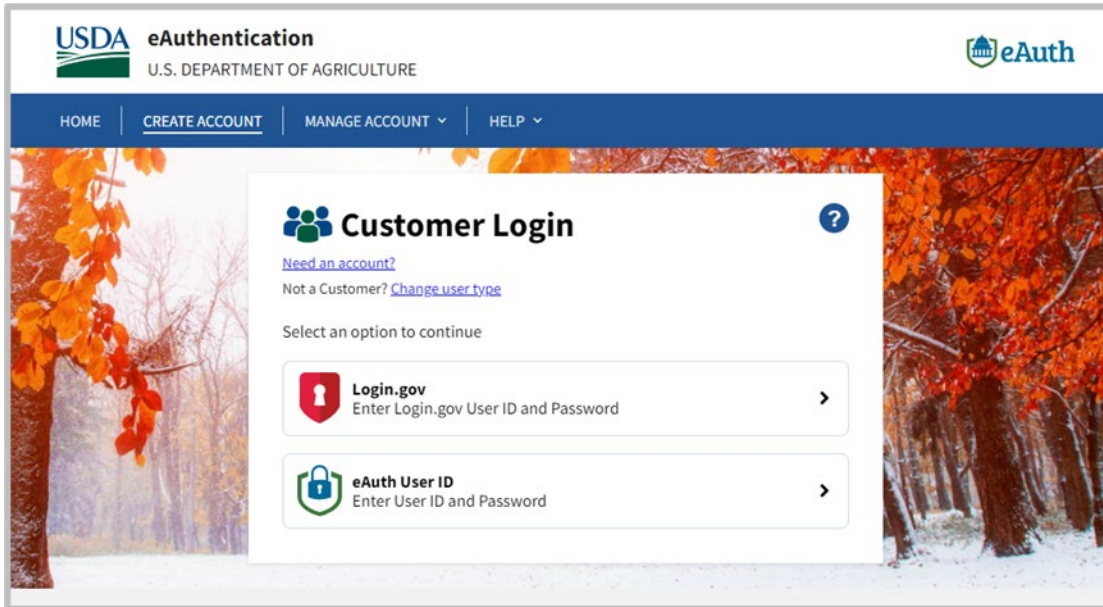 USDA
eAuthentication
U.S. DEPARTMENT OF AGRICULTURE
eAuth
HOME
CREATE ACCOUNT
MANAGE ACCOUNT
HELP
Customer Login
?
Need an account?
Not a Customer? Change user type
Select an option to continue
Login.gov
Enter Login.gov User ID and Password
eAuth User ID
Enter User ID and Password